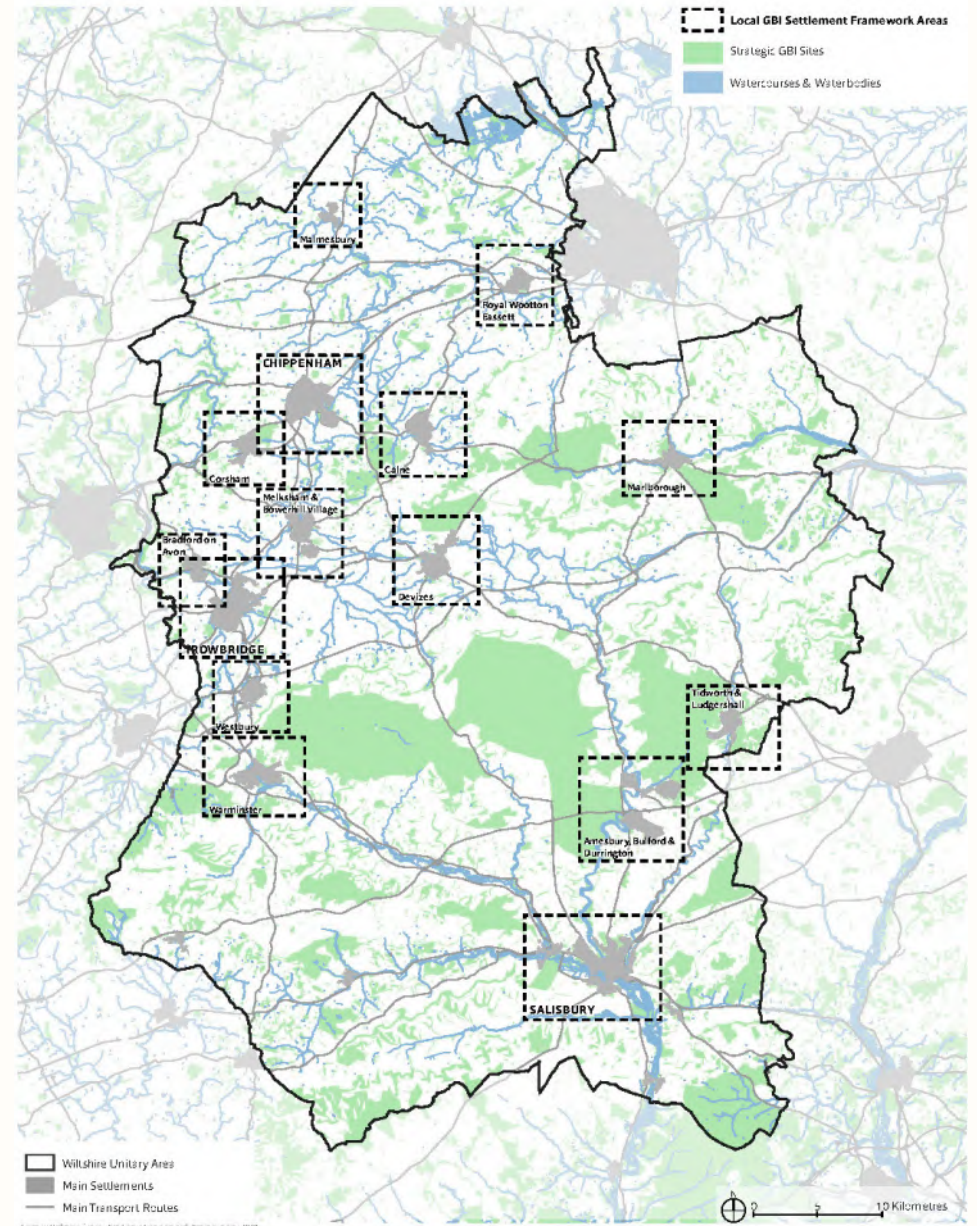 Local GBI Settlement Framework Areas
Strategic GBI Sites
Watercourses & Waterbodies
Malmesbury
Royal Wootton
Bassett
CHIPPENHAM
Calne
Corsham
Marlborough
Melksham &
Bowerhill Village
Bradford on
Avon
Devizes
TROWBRIDGE
Tidworth &
Ludgershall
Westbury
Warminster
Amesbury, Bulford &
Durrington
SALISBURY
Wiltshire Unitary Area
Main Settlements
Main Transport Routes
0 5 10 Kilometres